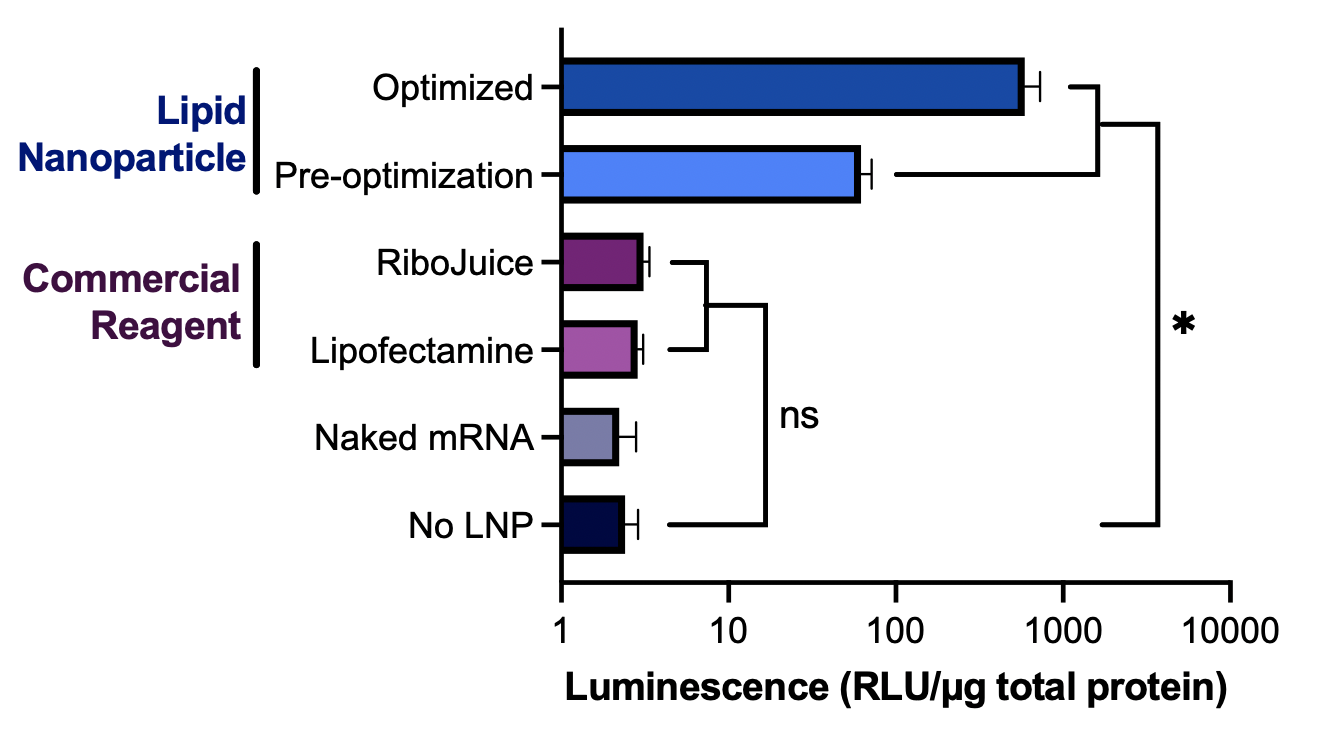 Lipid
Nanoparticle
Optimized
Pre-optimization
Commercial
Reagent
RiboJuice
Lipofectamine
Naked mRNA
No LNP
ns
*
1 10 100 1000 10000
Luminescence (RLU/µg total protein)